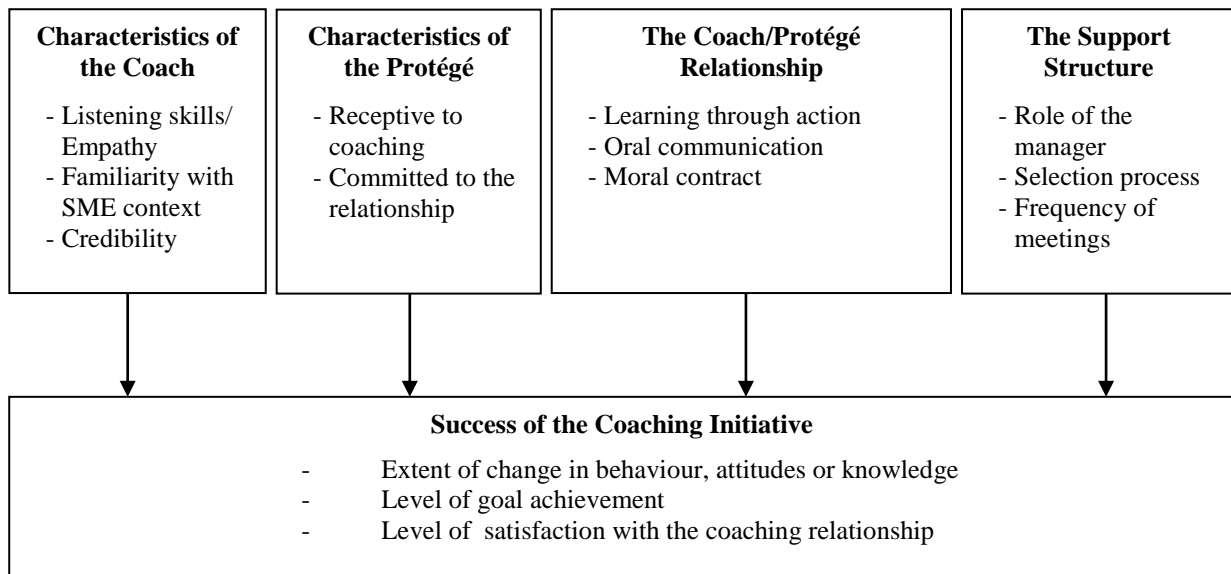 Characteristics of
the Coach
- Listening skills/
Empathy
- Familiarity with
SME context
- Credibility
Characteristics of
the Protégé
- Receptive to
coaching
- Committed to the
relationship
The Coach/Protégé
Relationship
- Learning through action
- Oral communication
- Moral contract
The Support
Structure
- Role of the
manager
- Selection process
- Frequency of
meetings
Success of the Coaching Initiative
- Extent of change in behaviour, attitudes or knowledge
- Level of goal achievement
- Level of satisfaction with the coaching relationship